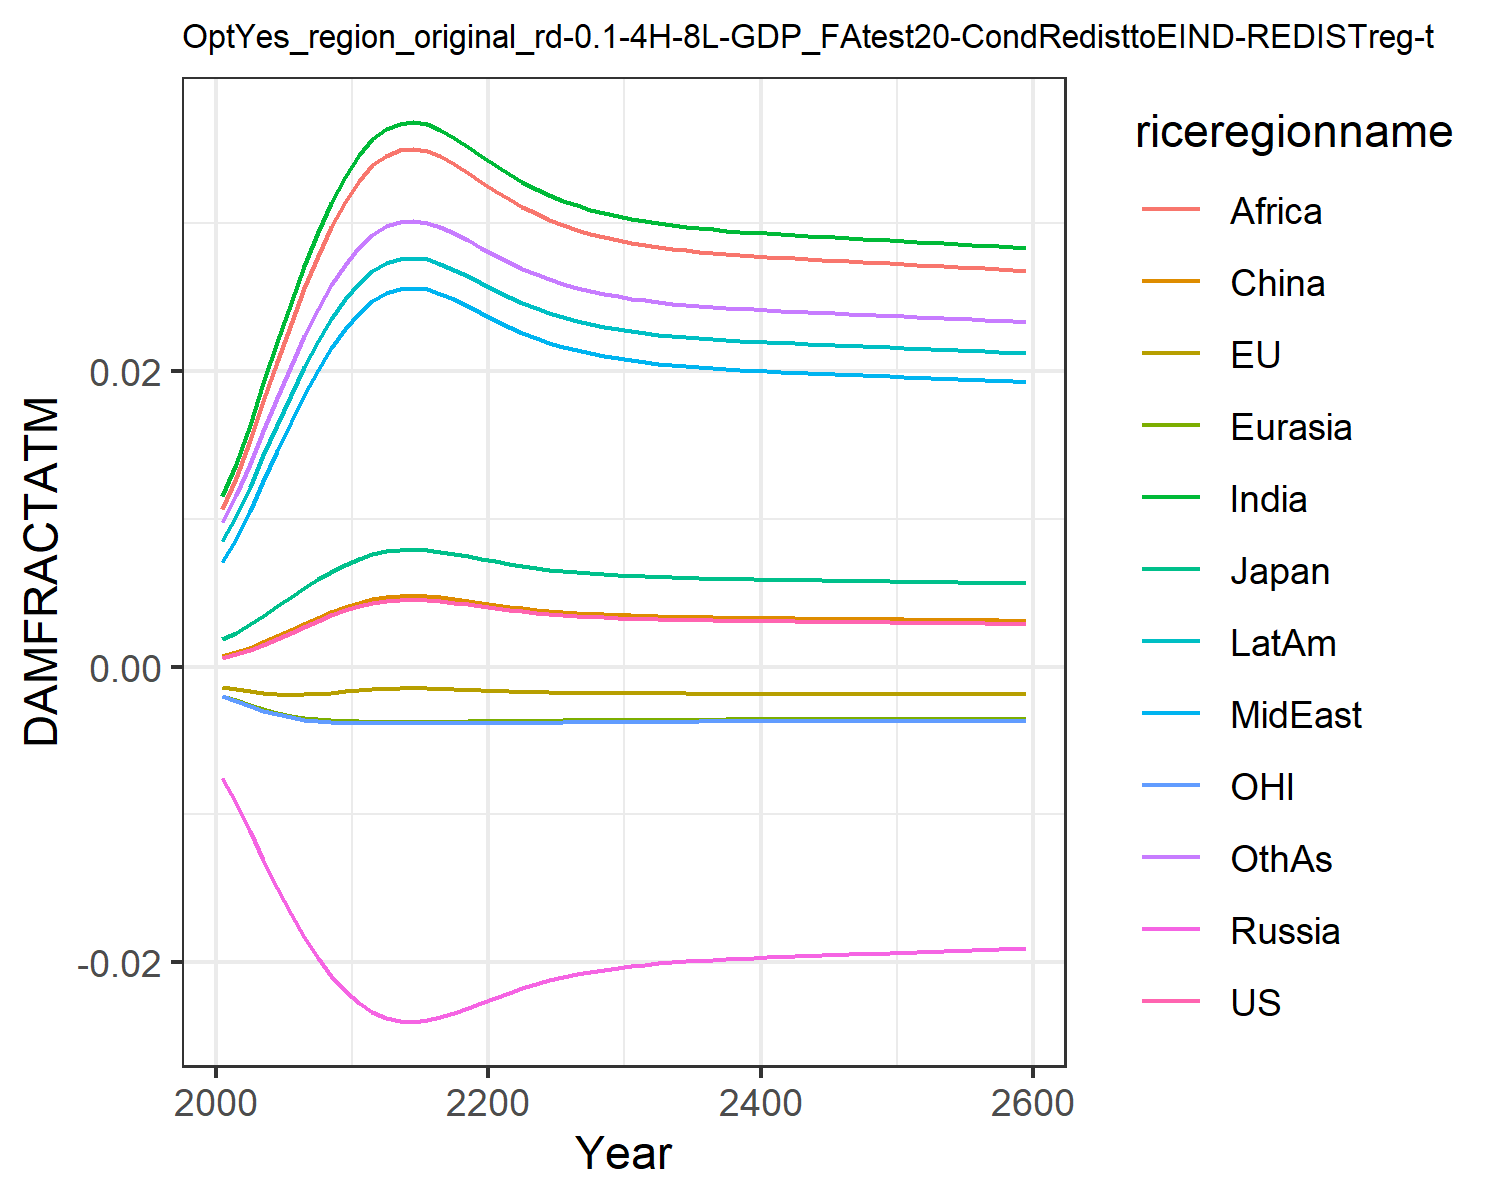 OptYes_region_original_rd-0.1-4H-8L-GDP_FAtest20-CondRedisttoEIND-REDISTreg-t
DAMFRACTATM
0.02
0.00
-0.02
2000
2200
2400
2600
Year
riceregionname
Africa
China
EU
Eurasia
India
Japan
LatAm
MidEast
OHI
OthAs
Russia
US